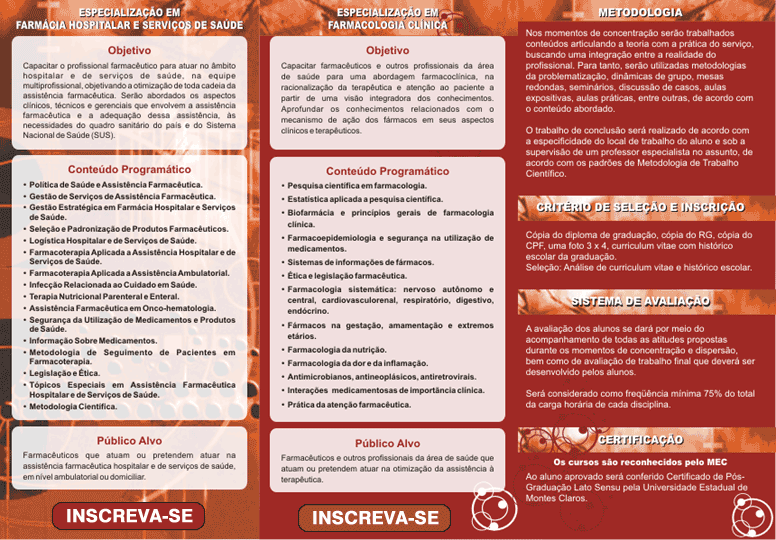 ESPECIALIZAÇÃO EM
FARMÁCIA HOSPITALAR E SERVIÇOS DE SAÚDE
Objetivo
Capacitar o profissional farmacêutico para atuar no âmbito
hospitalar e de serviços de saúde, na equipe
multiprofissional, objetivando a otimização de toda cadeia da
assistência farmacêutica. Serão abordados os aspectos
clínicos, técnicos e gerenciais que envolvem a assistência
farmacêutica e a adequação dessa assistência, às
necesidades do quadro sanitário do país e do Sistema
Nacional de Saúde (SUS).
Conteúdo Programático
• Política de Saúde e Assistência Farmacêutica.
• Gestão de Serviços de Assistência Farmacêutica.
• Gestão Estratégica em Farmácia Hospitalar e Serviços
de Saúde.
• Seleção e Padronização de Produtos Farmacêuticos.
• Logística Hospitalar e de Serviços de Saúde.
• Farmacoterapia Aplicada a Assistência Hospitalar e de
Serviços de Saúde.
• Farmacoterapia Aplicada a Assistência Ambulatorial.
• Infecção Relacionada ao Cuidado em Saúde.
• Terapia Nutricional Parenteral e Enteral.
• Assistência Farmacêutica em Onco-hematologia.
• Segurança da Utilização de Medicamentos e Produtos
de Saúde.
• Informação Sobre Medicamentos.
• Metodologia de Seguimento de Pacientes em
Farmacoterapia.
• Legislação e Ética.
• Tópicos Especiais em Assistência Farmacêutica
Hospitalar e de Serviços de Saúde.
• Metodologia Científica.
Público Alvo
Farmacêuticos que atuam ou pretendem atuar na
assistência farmacêutica hospitalar e de serviços de saúde,
em nível ambulatorial ou domiciliar.
INSCREVA-SE
ESPECIALIZAÇÃO EM
FARMACOLOGIA CLÍNICA
Objetivo
Capacitar farmacêuticos e outros profissionais da área
de saúde para uma abordagem farmacoclínica, na
racionalização da terapêutica e atenção ao paciente a
partir de uma visão integradora dos conhecimentos.
Aprofundar os conhecimentos relacionados com o
mecanismo de ação dos fármacos em seus aspectos
clínicos e terapêuticos.
Conteúdo Programático
• Pesquisa científica em farmacologia.
• Estatística aplicada a pesquisa científica.
• Biofarmácia e princípios gerais de farmacologia
clínica.
• Farmacoepidemiologia e segurança na utilização de
medicamentos.
• Sistemas de informações de fármacos.
• Ética e legislação farmacêutica.
• Farmacologia sistemática: nervoso autônomo e
central, cardiovasculorenal, respiratório, digestivo,
endócrino.
• Fármacos na gestação, amamentação e extremos
etários.
• Farmacologia da nutrição.
• Farmacologia da dor e da inflamação.
• Antimicrobianos, antineoplásicos, antiretrovirais.
• Interações medicamentosas de importância clínica.
• Prática da atenção farmacêutica.
Público Alvo
Farmacêuticos e outros profissionais da área de saúde que
atuam ou pretendem atuar na otimização da assistência à
terapêutica.
INSCREVA-SE
METODOLOGIA
Nos momentos de concentração serão trabalhados
conteúdos articulando a teoria com a prática do serviço,
buscando uma integração entre a realidade do
profissional. Para tanto, serão utilizadas metodologias
da problematização, dinâmicas de grupo, mesas
redondas, seminários, discussão de casos, aulas
expositivas, aulas práticas, entre outras, de acordo com
o conteúdo abordado.
O trabalho de conclusão será realizado de acordo com
a especificidade do local de trabalho do aluno e sob a
supervisão de um professor especialista no assunto, de
acordo com os padrões de Metodologia de Trabalho
Científico.
CRITÉRIO DE SELEÇÃO E INSCRIÇÃO
Cópia do diploma de graduação, cópia do RG, cópia do
CPF, uma foto 3 x 4, curriculum vitae com histórico
escolar da graduação.
Seleção: Análise de curriculum vitae e histórico escolar.
SISTEMA DE AVALIAÇÃO
A avaliação dos alunos se dará por meio do
acompanhamento de todas as atitudes propostas
durante os momentos de concentração e dispersão,
bem como de avaliação de trabalho final que deverá ser
desenvolvido pelos alunos.
Será considerado como freqüência mínima 75% do total
da carga horária de cada disciplina.
CERTIFICAÇÃO
Os cursos são reconhecidos pelo MEC
Ao aluno aprovado será conferido Certificado de Pós-
Graduação Lato Sensu pela Universidade Estadual de
Montes Claros.